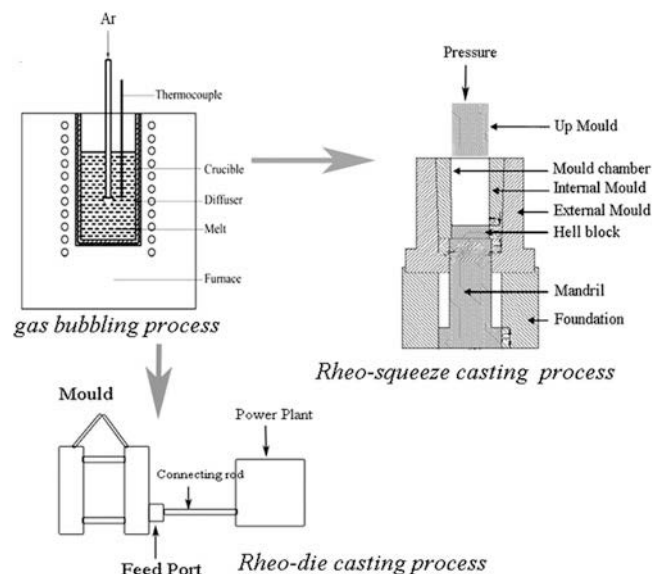 Ar
Thermocouple
Crucible
Diffuser
Melt
Furnace
gas bubbling process
Pressure
Up Mould
Mould chamber
Internal Mould
External Mould
Hell block
Mandril
Foundation
Rheo-squeeze casting process
Mould
Power Plant
Connecting rod
Feed Port
Rheo-die casting process